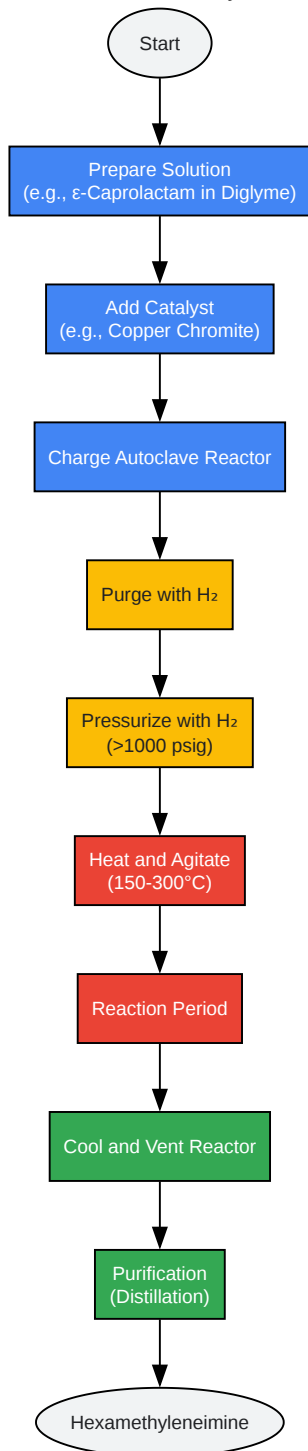 Start
Prepare Solution
(e.g., ε-Caprolactam in Diglyme)
Add Catalyst
(e.g., Copper Chromite)
Charge Autoclave Reactor
Purge with H₂
Pressurize with H₂
(>1000 psig)
Heat and Agitate
(150-300°C)
Reaction Period
Cool and Vent Reactor
Purification
(Distillation)
Hexamethyleneimine